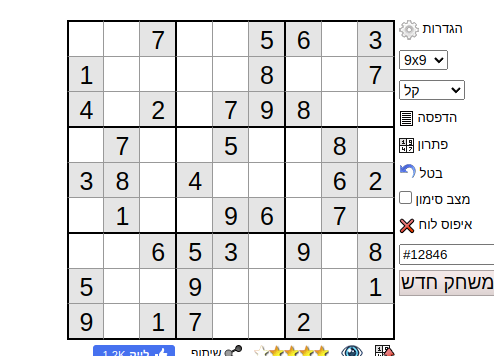 7 5 6 3
1 8 7
4 2 7 9 8
7 5 8
3 8 4 6 2
1 9 6 7
6 5 3 9 8
5 9 1
9 1 7 2
הגדרות
9x9
קל
הדפסה
פתרון
בטל
מצב סימון
איפוס לוח
#12846
משחק חדש
לייק 1.2K
שיתוף